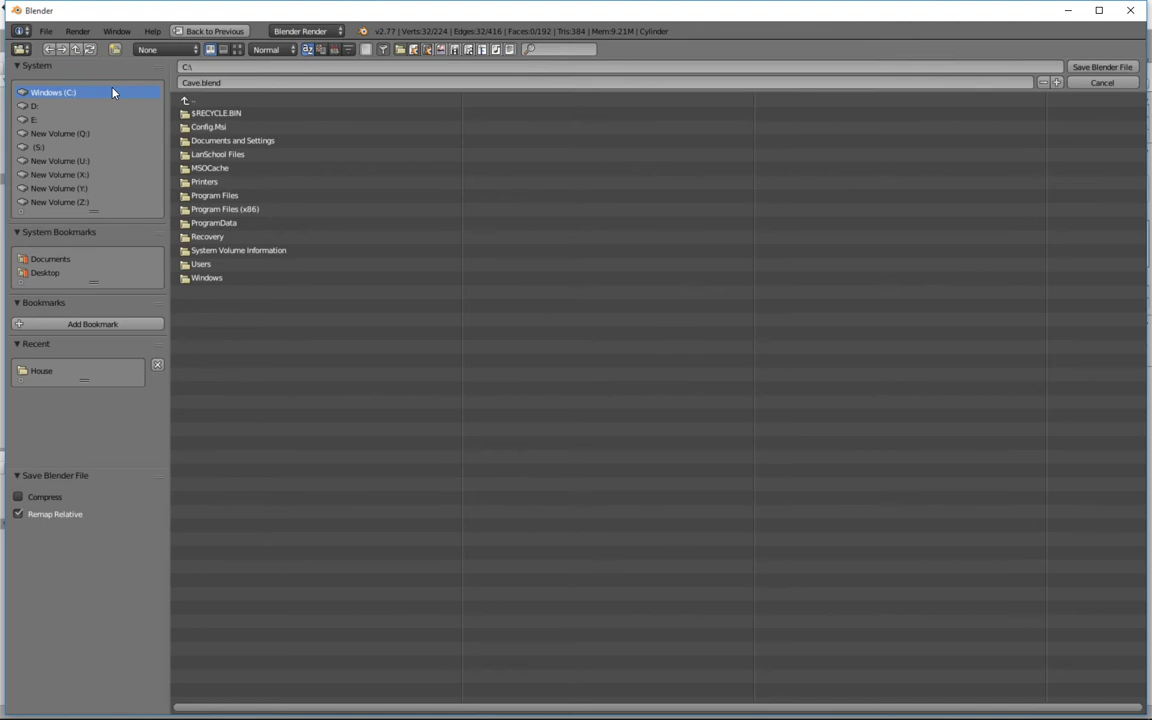 Blender
File Render Window Help Back to Previous Blender Render v2.77 | Verts:32/224 | Edges:32/416 | Faces:0/192 | Tris:384 | Mem:9.21M | Cylinder
None Normal
System
C:\ Save Blender File
Cave.blend Cancel
Windows (C:)
D:
E:
New Volume (Q:)
(S:)
New Volume (U:)
New Volume (X:)
New Volume (Y:)
New Volume (Z:)
..
$RECYCLE.BIN
Config.Msi
Documents and Settings
LanSchool Files
MSOCache
Printers
Program Files
Program Files (x86)
ProgramData
Recovery
System Volume Information
Users
Windows
System Bookmarks
Documents
Desktop
Bookmarks
Add Bookmark
Recent
House
Save Blender File
Compress
Remap Relative